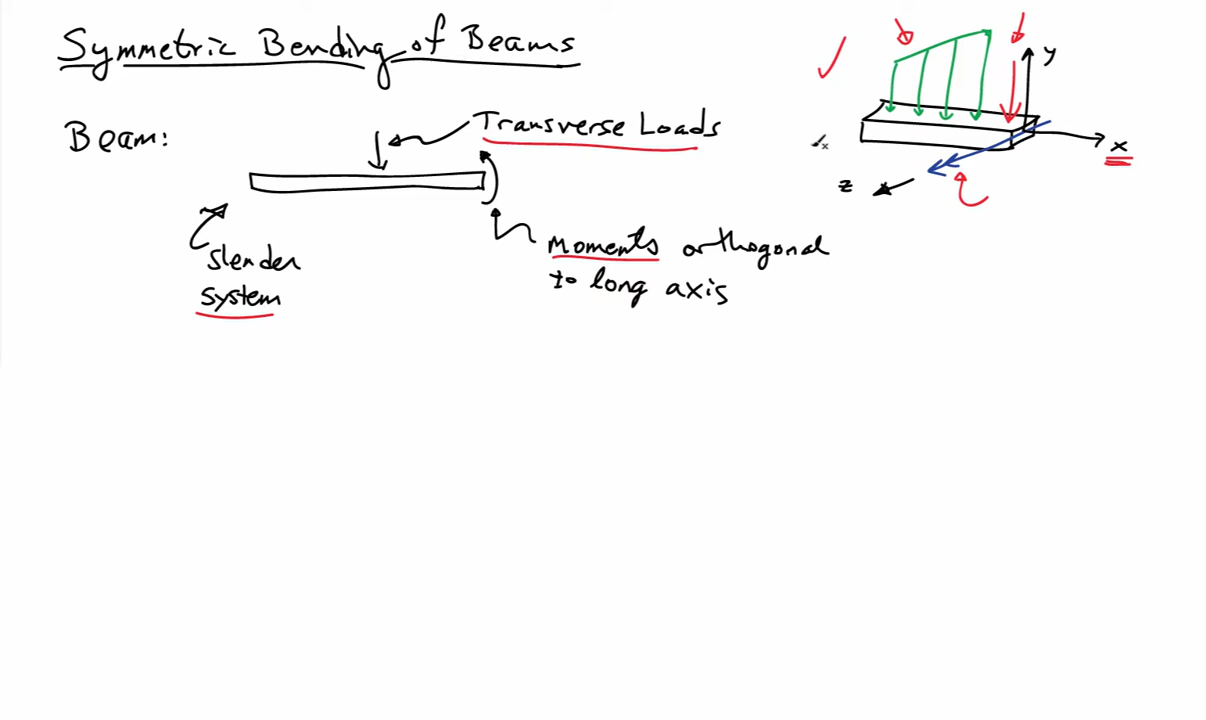 Symmetric Bending of Beams
Beam:
Transverse Loads
slender
system
Moments orthogonal
to long axis
y
x
z